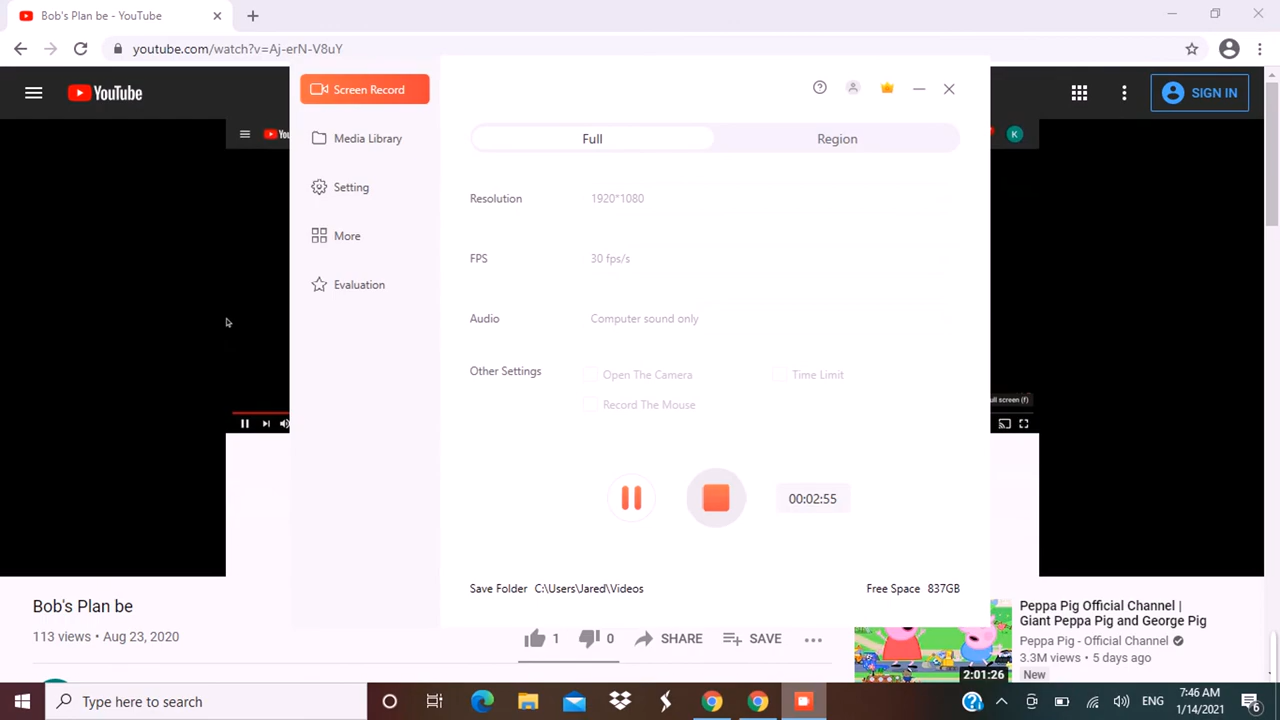 Bob's Plan be - YouTube
youtube.com/watch?v=Aj-erN-V8uY
YouTube
SIGN IN
K
Screen Record
Media Library
Setting
More
Evaluation
Full
Region
Resolution
1920*1080
FPS
30 fps/s
Audio
Computer sound only
Other Settings
Open The Camera
Time Limit
Record The Mouse
ull screen (f)
00:02:55
Save Folder C:\Users\Jared\Videos
Free Space 837GB
Bob's Plan be
113 views • Aug 23, 2020
1
0
SHARE
SAVE
Peppa Pig Official Channel |
Giant Peppa Pig and George Pig
Peppa Pig - Official Channel
3.3M views • 5 days ago
New
2:01:26
Type here to search
ENG
7:46 AM
1/14/2021
6